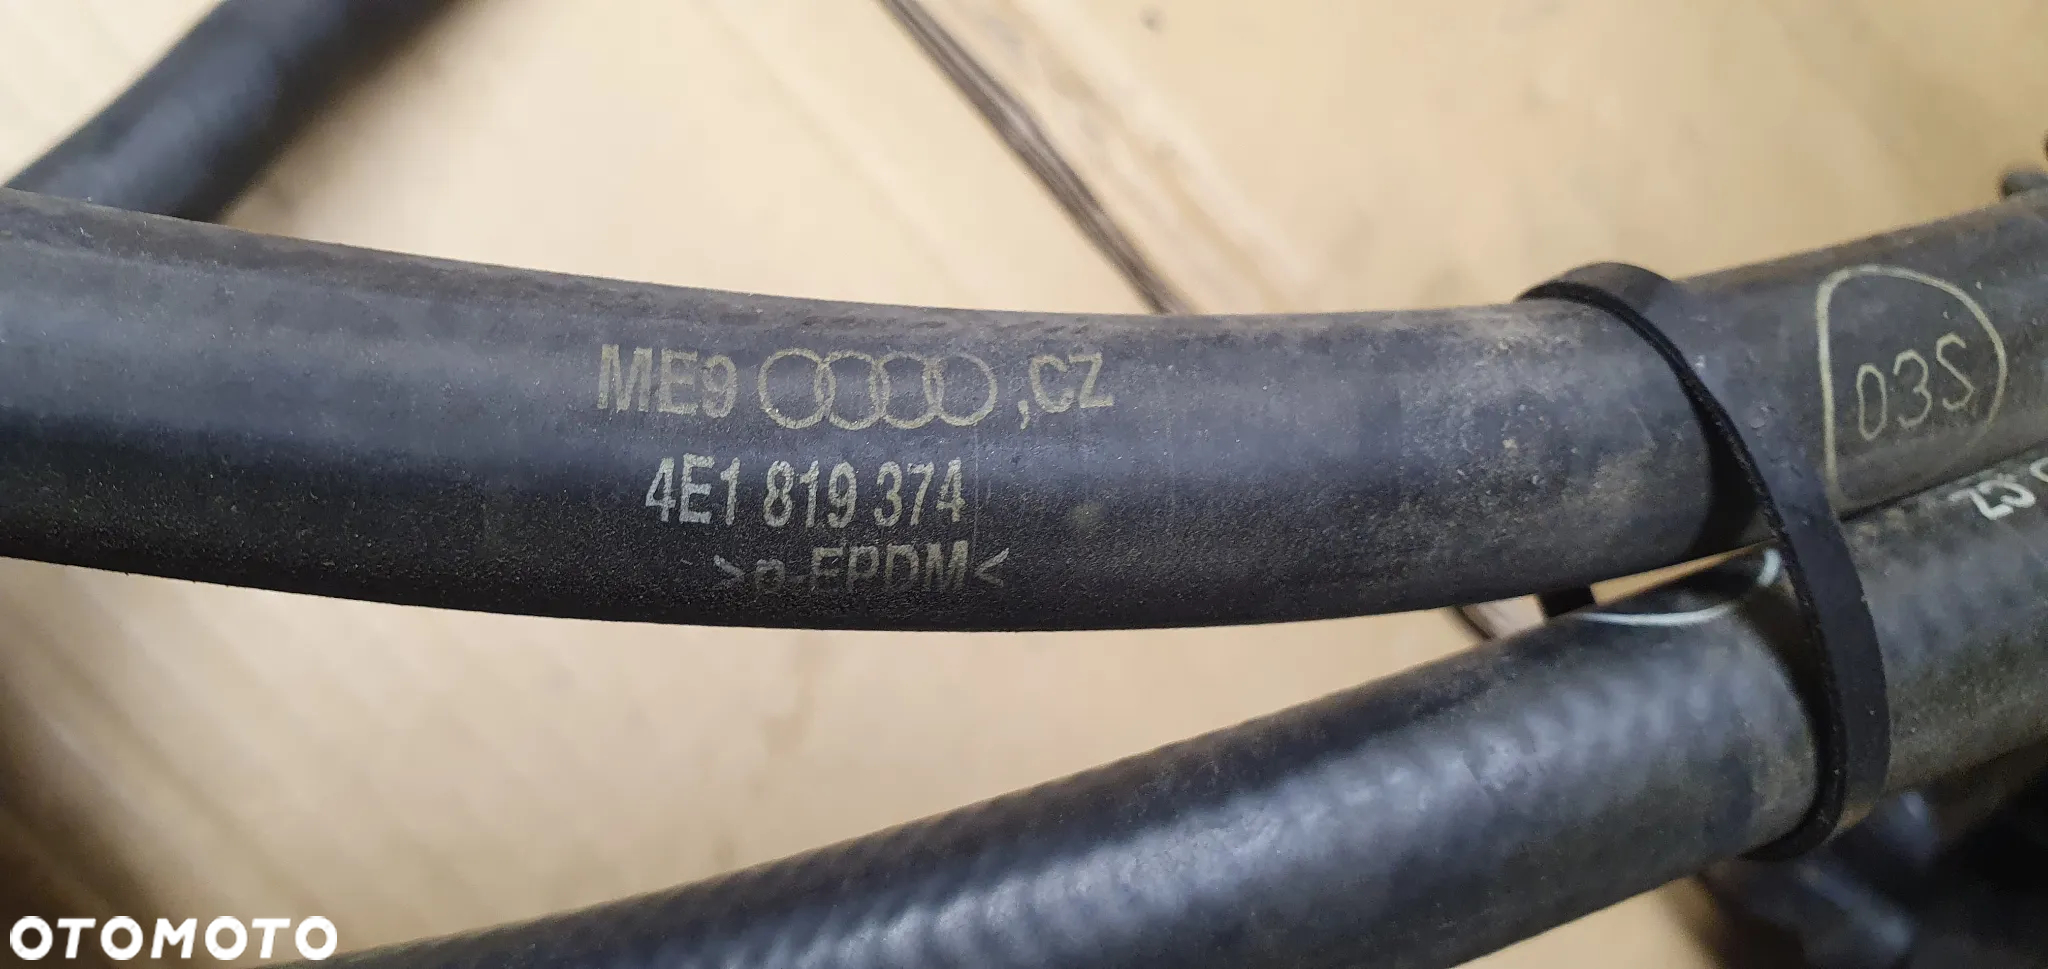 ME9 ,CZ
4E1 819 374
>p-EPDM<
03S
OTOMOTO